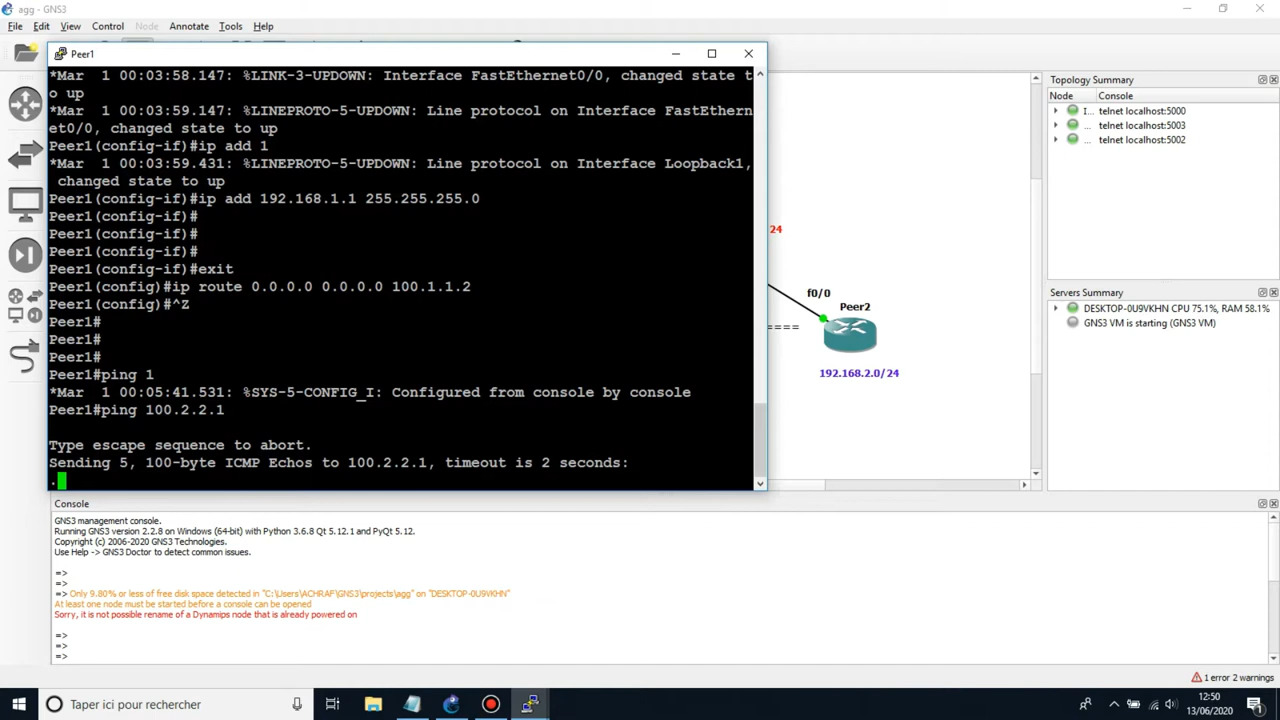 agg - GNS3
File Edit View Control Node Annotate Tools Help
Peer1
*Mar  1 00:03:58.147: %LINK-3-UPDOWN: Interface FastEthernet0/0, changed state t
o up
*Mar  1 00:03:59.147: %LINEPROTO-5-UPDOWN: Line protocol on Interface FastEthern
et0/0, changed state to up
Peer1(config-if)#ip add 1
*Mar  1 00:03:59.431: %LINEPROTO-5-UPDOWN: Line protocol on Interface Loopback1,
 changed state to up
Peer1(config-if)#ip add 192.168.1.1 255.255.255.0
Peer1(config-if)#
Peer1(config-if)#
Peer1(config-if)#
Peer1(config-if)#exit
Peer1(config)#ip route 0.0.0.0 0.0.0.0 100.1.1.2
Peer1(config)#^Z
Peer1#
Peer1#
Peer1#
Peer1#ping 1
*Mar  1 00:05:41.531: %SYS-5-CONFIG_I: Configured from console by console
Peer1#ping 100.2.2.1
Type escape sequence to abort.
Sending 5, 100-byte ICMP Echos to 100.2.2.1, timeout is 2 seconds:
.
24
f0/0
Peer2
====
192.168.2.0/24
Topology Summary
Node Console
I... telnet localhost:5000
... telnet localhost:5003
... telnet localhost:5002
Servers Summary
DESKTOP-0U9VKHN CPU 75.1%, RAM 58.1%
GNS3 VM is starting (GNS3 VM)
Console
GNS3 management console.
Running GNS3 version 2.2.8 on Windows (64-bit) with Python 3.6.8 Qt 5.12.1 and PyQt 5.12.
Copyright (c) 2006-2020 GNS3 Technologies.
Use Help -> GNS3 Doctor to detect common issues.
=>
=>
=> Only 9.80% or less of free disk space detected in "C:\Users\ACHRAF\GNS3\projects\agg" on "DESKTOP-0U9VKHN"
At least one node must be started before a console can be opened
Sorry, it is not possible rename of a Dynamips node that is already powered on
=>
=>
=>
1 error 2 warnings
Taper ici pour rechercher
12:50
13/06/2020
1